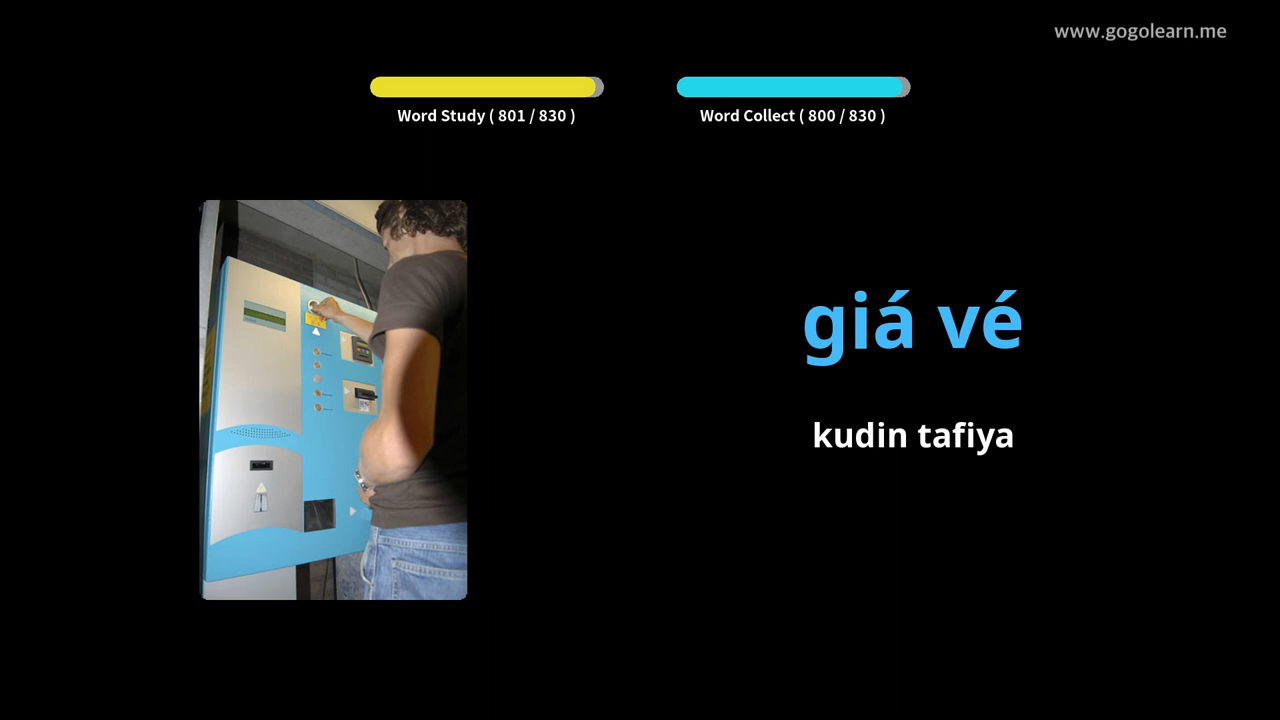 www.gogolearn.me
Word Study ( 801 / 830 )
Word Collect ( 800 / 830 )
giá vé
kudin tafiya